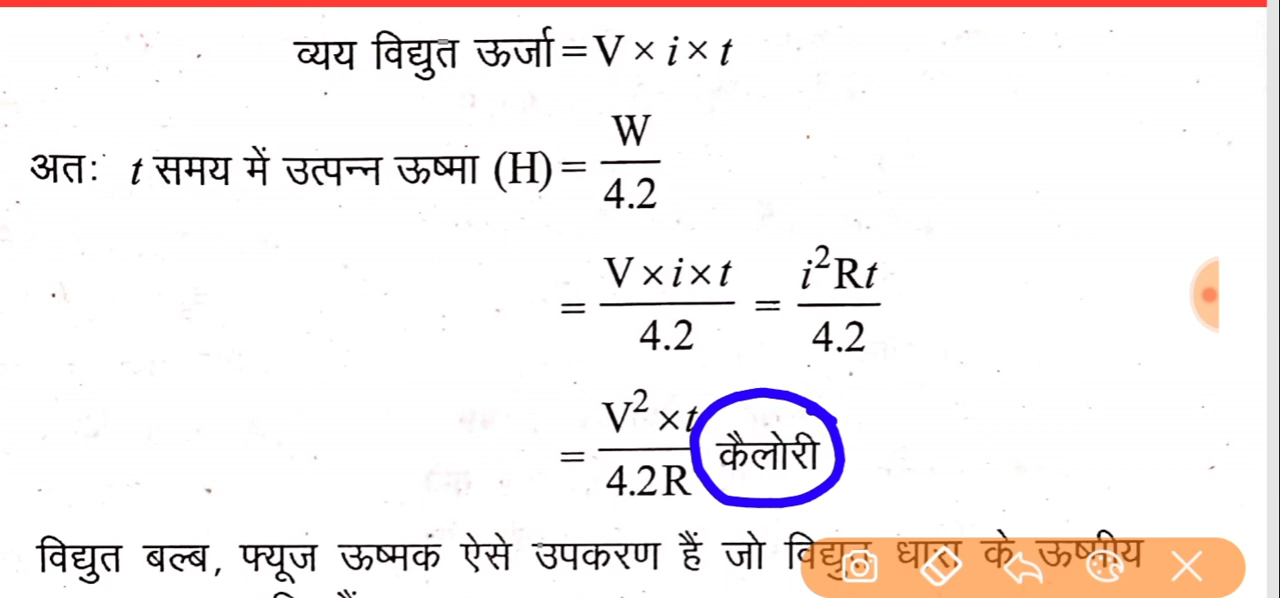 व्यय विद्युत ऊर्जा = V × i × t
अतः t समय में उत्पन्न ऊष्मा (H) = W/4.2
= V × i × t/4.2 = i²Rt/4.2
= V² × t/4.2R कैलोरी
विद्युत बल्ब, फ्यूज ऊष्मक ऐसे उपकरण हैं जो विद्युत धारा के ऊष्मीय